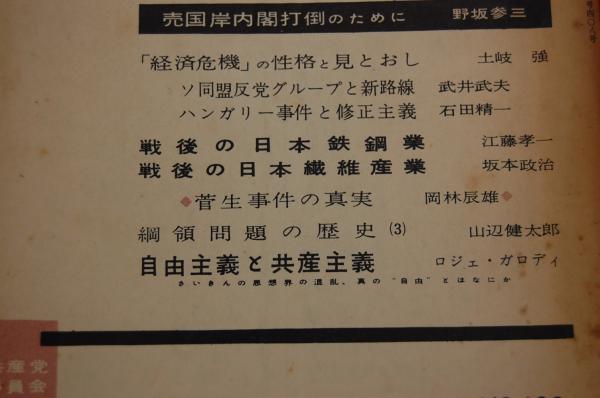 売国岸内閣打倒のために 野坂参三
「経済危機」の性格と見とおし 土岐 強
ソ同盟反党グループと新路線 武井武夫
ハンガリー事件と修正主義 石田精一
戦後の日本鉄鋼業 江藤孝一
戦後の日本繊維産業 坂本政治
◆菅生事件の真実 岡林辰雄◆
綱領問題の歴史(3) 山辺健太郎
自由主義と共産主義 ロジェ・ガロディ
さいきんの思想界の混乱、真の“自由”とはなにか
共産党
員会